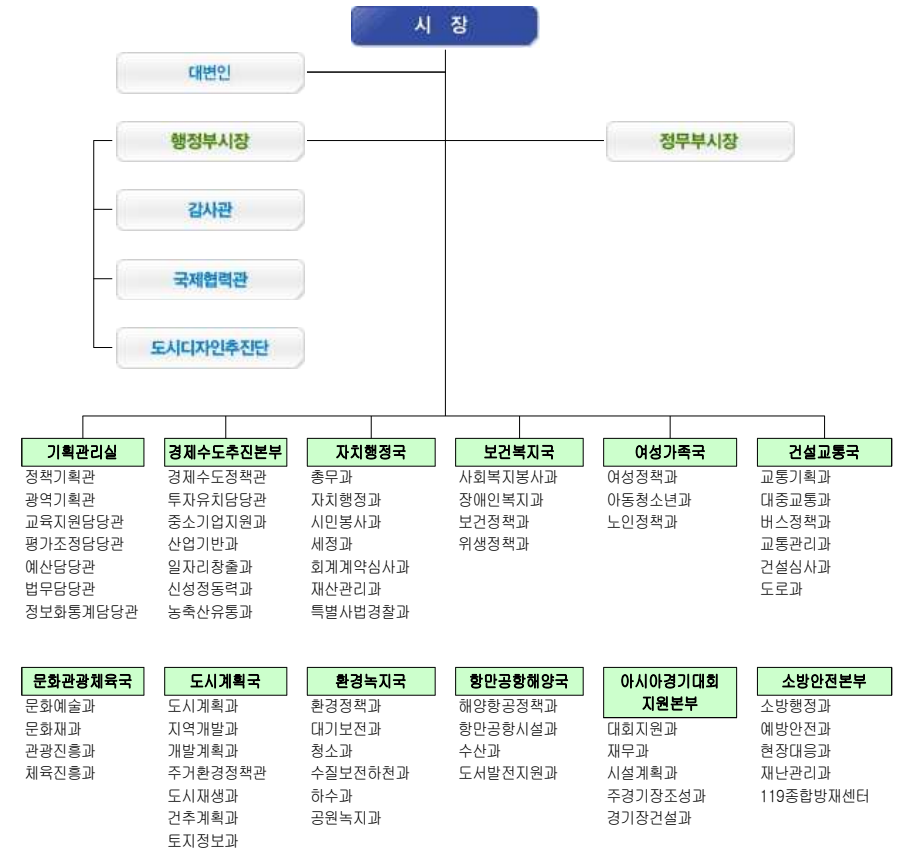 시 장
대변인
행정부시장
정무부시장
감사관
국제협력관
도시디자인추진단
기획관리실
정책기획관
광역기획관
교육지원담당관
평가조정담당관
예산담당관
법무담당관
정보화통계담당관
경제수도추진본부
경제수도정책관
투자유치담당관
중소기업지원과
산업기반과
일자리창출과
신성정동력과
농축산유통과
자치행정국
총무과
자치행정과
시민봉사과
세정과
회계계약심사과
재산관리과
특별사법경찰과
보건복지국
사회복지봉사과
장애인복지과
보건정책과
위생정책과
여성가족국
여성정책과
아동청소년과
노인정책과
건설교통국
교통기획과
대중교통과
버스정책과
교통관리과
건설심사과
도로과
문화관광체육국
문화예술과
문화재과
관광진흥과
체육진흥과
도시계획국
도시계획과
지역개발과
개발계획과
주거환경정책관
도시재생과
건추계획과
토지정보과
환경녹지국
환경정책과
대기보전과
청소과
수질보전하천과
하수과
공원녹지과
항만공항해양국
해양항공정책과
항만공항시설과
수산과
도서발전지원과
아시아경기대회
지원본부
대회지원과
재무과
시설계획과
주경기장조성과
경기장건설과
소방안전본부
소방행정과
예방안전과
현장대응과
재난관리과
119종합방재센터